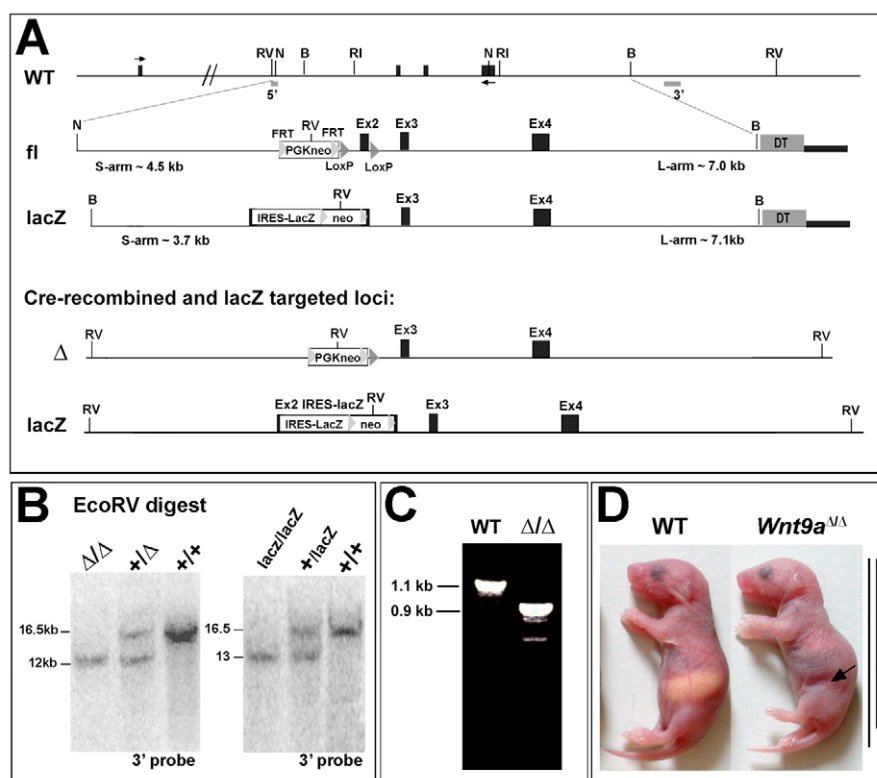 A
RV N B RI N RI B RV
WT
5' 3'
N FRT RV FRT Ex2 Ex3 Ex4 B
fl PGKneo DT
S-arm ~ 4.5 kb LoxP LoxP L-arm ~ 7.0 kb
B RV Ex3 Ex4 B
lacZ IRES-LacZ neo DT
S-arm ~ 3.7 kb L-arm ~ 7.1kb
Cre-recombined and lacZ targeted loci:
RV RV Ex3 Ex4 RV
Δ PGKneo
RV Ex2 IRES-lacZ RV Ex3 Ex4 RV
lacZ IRES-LacZ neo
B EcoRV digest
Δ/Δ +/Δ +/+
16.5kb
12kb
3' probe
lacz/lacZ +/lacZ +/+
16.5
13
3' probe
C
WT Δ/Δ
1.1 kb
0.9 kb
D
WT Wnt9aΔ/Δ